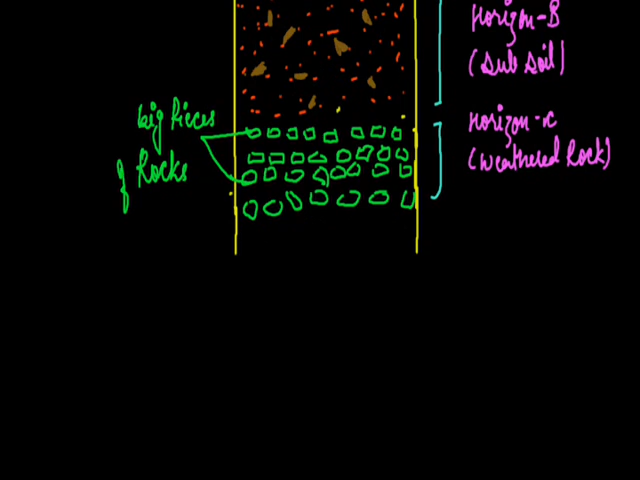 Horizon-B
(Sub Soil)
big Pieces
of Rocks
Horizon-c
(Weathered Rock)